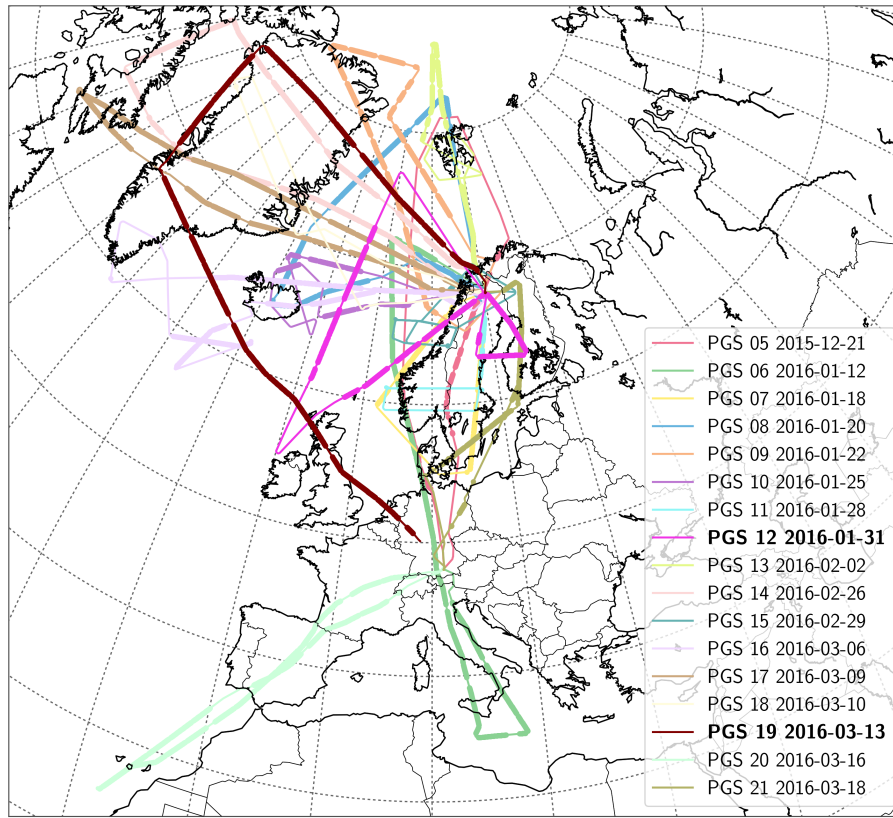 PGS 05 2015-12-21
PGS 06 2016-01-12
PGS 07 2016-01-18
PGS 08 2016-01-20
PGS 09 2016-01-22
PGS 10 2016-01-25
PGS 11 2016-01-28
PGS 12 2016-01-31
PGS 13 2016-02-02
PGS 14 2016-02-26
PGS 15 2016-02-29
PGS 16 2016-03-06
PGS 17 2016-03-09
PGS 18 2016-03-10
PGS 19 2016-03-13
PGS 20 2016-03-16
PGS 21 2016-03-18